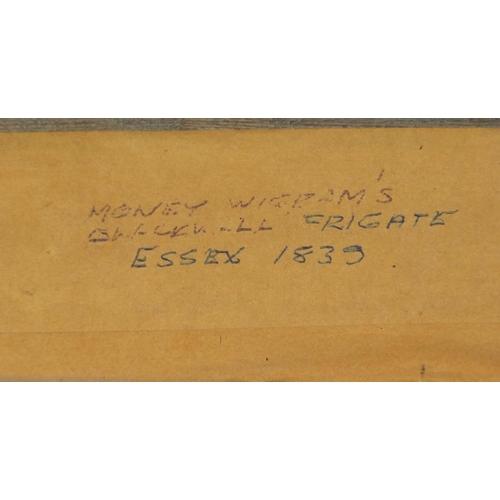 MONEY WIGRAM'S
BLACKWALL FRIGATE
ESSEX 1839